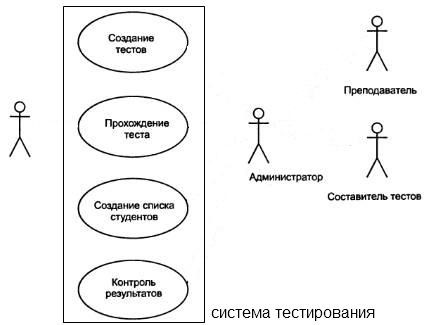 Создание
тестов
Прохождение
теста
Создание списка
студентов
Контроль
результатов
Преподаватель
Администратор
Составитель тестов
система тестирования